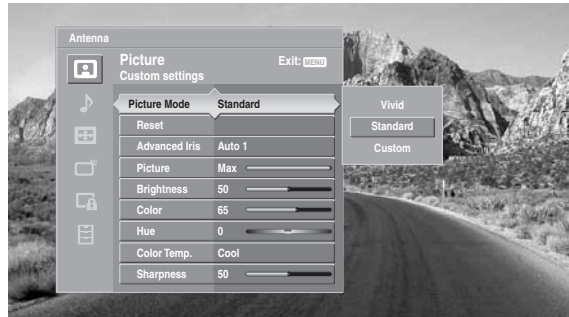 Antenna
Picture
Exit: MENU
Custom settings
Picture Mode Standard
Reset
Advanced Iris Auto 1
Picture Max
Brightness 50
Color 65
Hue 0
Color Temp. Cool
Sharpness 50
Vivid
Standard
Custom